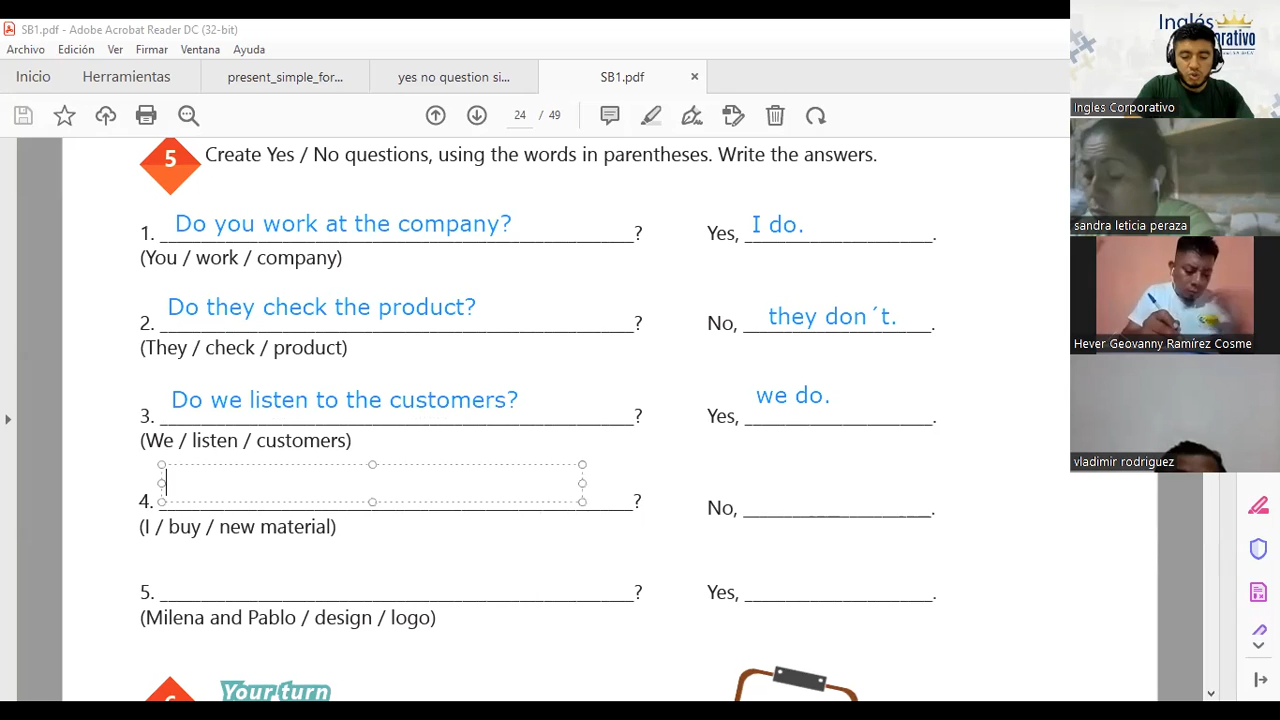 SB1.pdf - Adobe Acrobat Reader DC (32-bit)
Archivo Edición Ver Firmar Ventana Ayuda
Inicio Herramientas present_simple_for... yes no question si... SB1.pdf ×
24 / 49
5 Create Yes / No questions, using the words in parentheses. Write the answers.
1. Do you work at the company? ? Yes, I do. .
(You / work / company)
2. Do they check the product? ? No, they don´t. .
(They / check / product)
3. Do we listen to the customers? ? Yes, we do. .
(We / listen / customers)
4. ? No, .
(I / buy / new material)
5. ? Yes, .
(Milena and Pablo / design / logo)
6 Your turn
Inglés
Ingles Corporativo
sandra leticia peraza
Hever Geovanny Ramírez Cosme
vladimir rodriguez